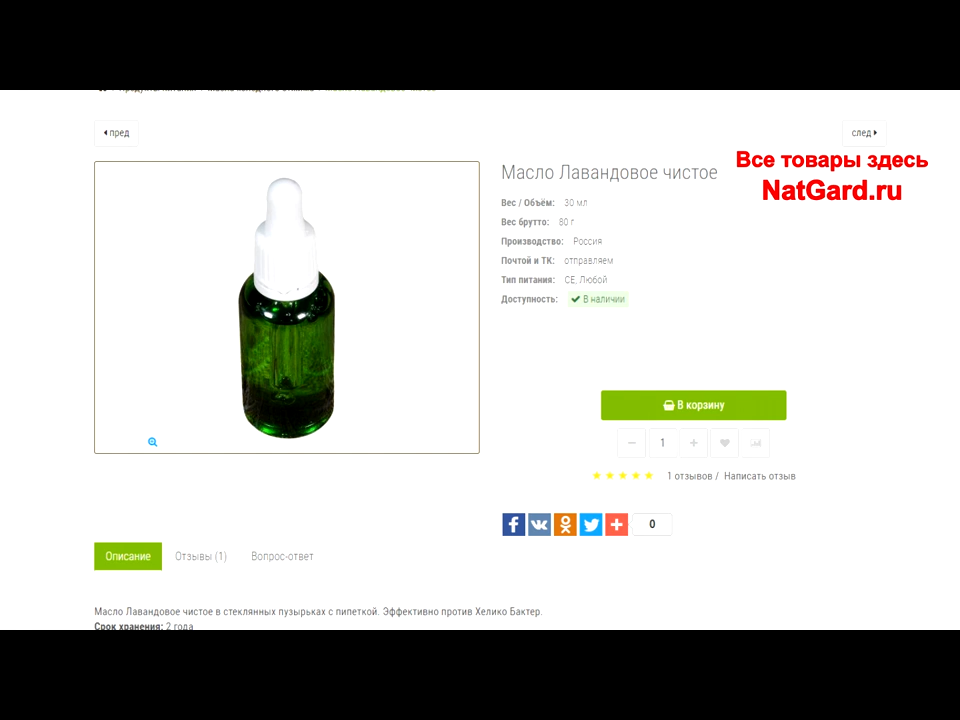 пред
след
Все товары здесь
NatGard.ru
Масло Лавандовое чистое
Вес / Объём: 30 мл
Вес брутто: 80 г
Производство: Россия
Почтой и ТК: отправляем
Тип питания: СЕ, Любой
Доступность: В наличии
В корзину
1
1 отзывов / Написать отзыв
0
Описание Отзывы (1) Вопрос-ответ
Масло Лавандовое чистое в стеклянных пузырьках с пипеткой. Эффективно против Хелико Бактер.
Срок хранения: 2 года